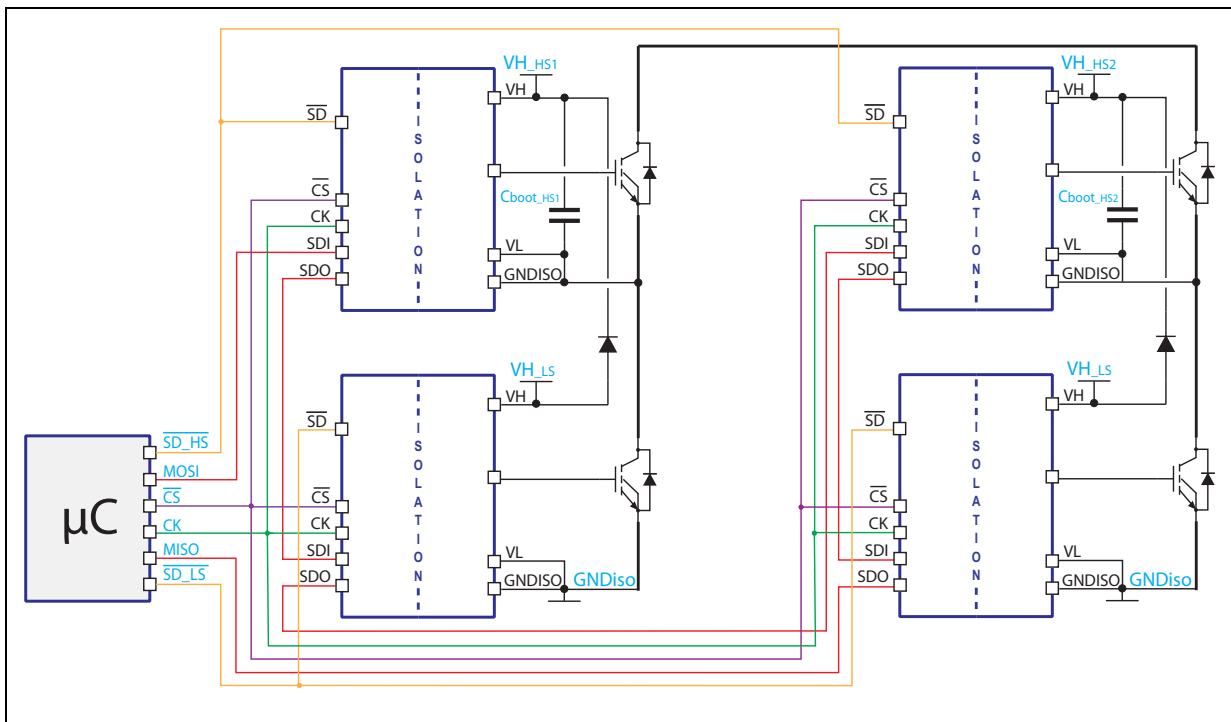 VH_HS1
VH
SD
ISOLATION
CS
CK
SDI
SDO
Cboot_HS1
VL
GNDISO
VH_HS2
VH
SD
ISOLATION
CS
CK
SDI
SDO
Cboot_HS2
VL
GNDISO
VH_LS
VH
SD
ISOLATION
CS
CK
SDI
SDO
VL
GNDISO
GNDiso
VH_LS
VH
SD
ISOLATION
CS
CK
SDI
SDO
VL
GNDISO
GNDiso
µC
SD_HS
MOSI
CS
CK
MISO
SD_LS